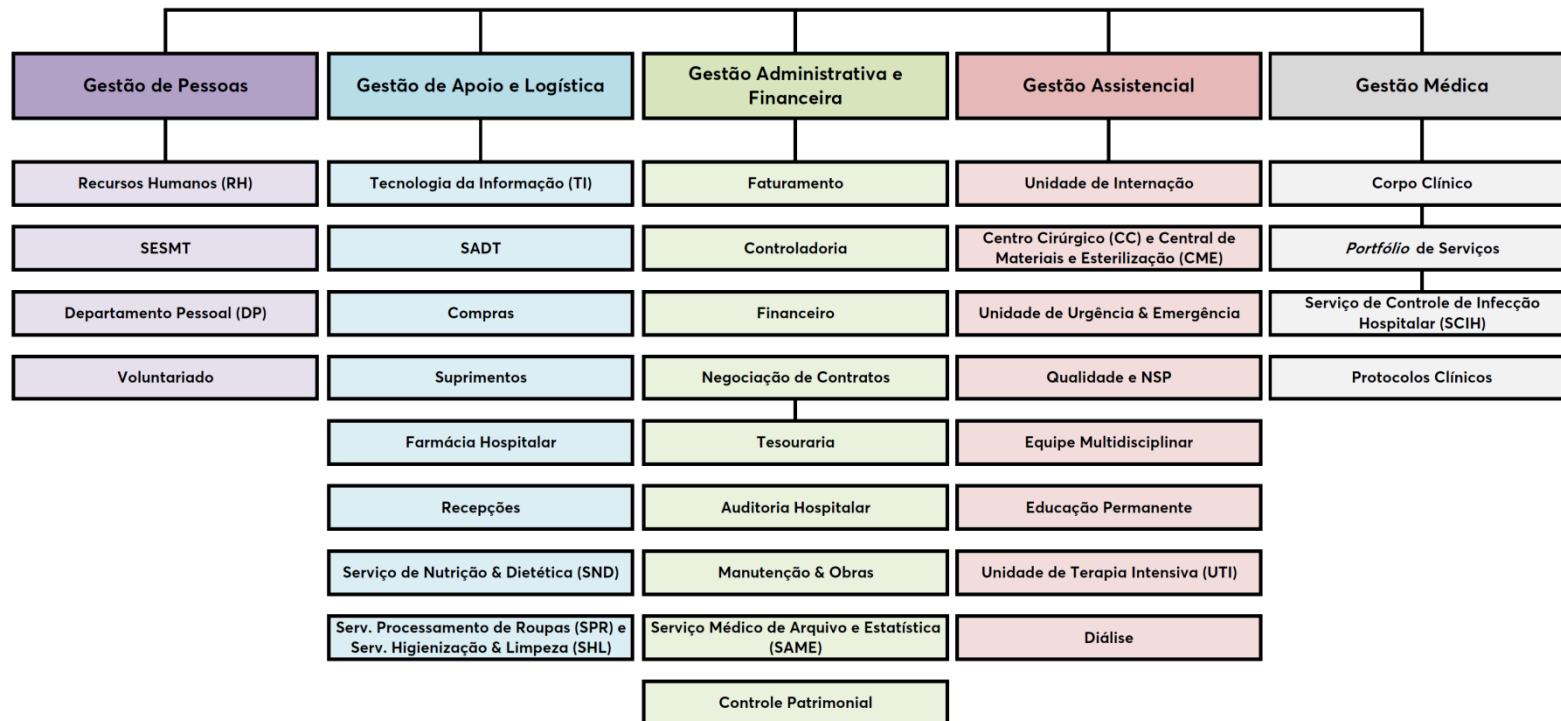 Gestão de Pessoas
Gestão de Apoio e Logística
Gestão Administrativa e
Financeira
Gestão Assistencial
Gestão Médica
Recursos Humanos (RH)
SESMT
Departamento Pessoal (DP)
Voluntariado
Tecnologia da Informação (TI)
SADT
Compras
Suprimentos
Farmácia Hospitalar
Recepções
Serviço de Nutrição & Dietética (SND)
Serv. Processamento de Roupas (SPR) e
Serv. Higienização & Limpeza (SHL)
Faturamento
Controladoria
Financeiro
Negociação de Contratos
Tesouraria
Auditoria Hospitalar
Manutenção & Obras
Serviço Médico de Arquivo e Estatística
(SAME)
Controle Patrimonial
Unidade de Internação
Centro Cirúrgico (CC) e Central de
Materiais e Esterilização (CME)
Unidade de Urgência & Emergência
Qualidade e NSP
Equipe Multidisciplinar
Educação Permanente
Unidade de Terapia Intensiva (UTI)
Diálise
Corpo Clínico
Portfólio de Serviços
Serviço de Controle de Infecção
Hospitalar (SCIH)
Protocolos Clínicos